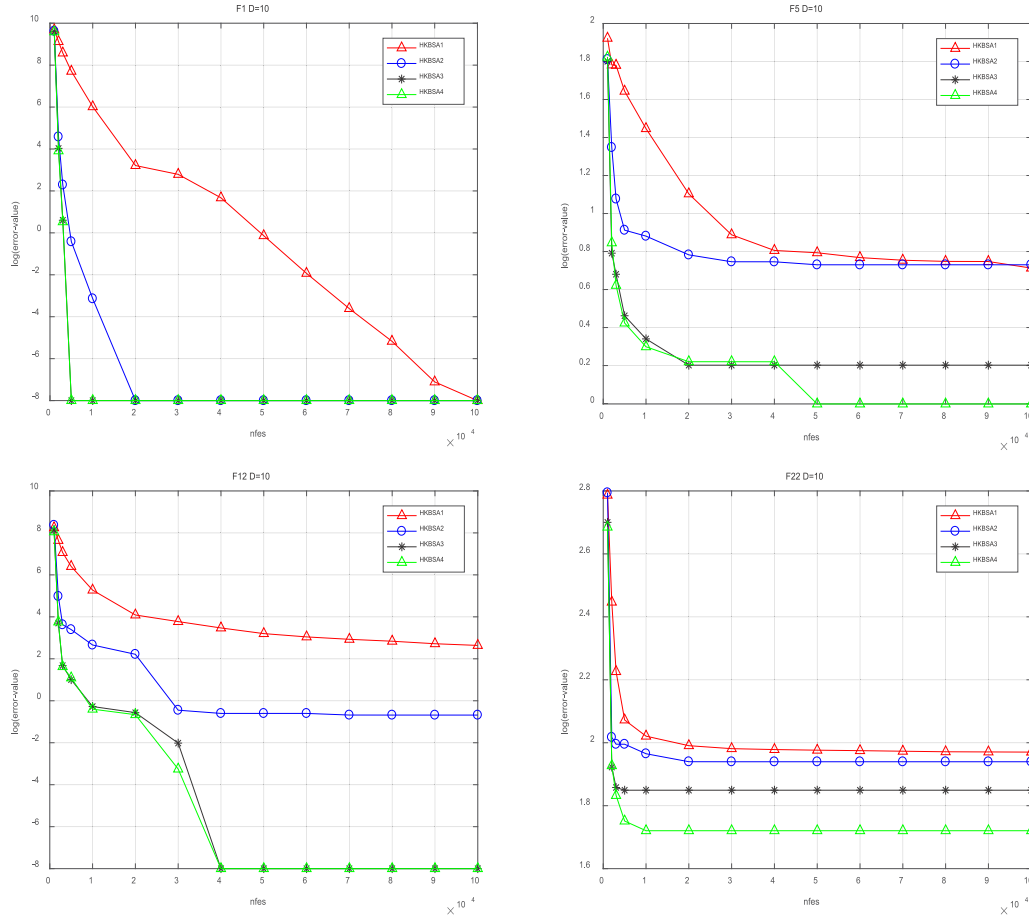 F1 D=10
10
8
6
4
2
0
-2
-4
-6
-8
log(error-value)
HKBSA1
HKBSA2
HKBSA3
HKBSA4
0 1 2 3 4 5 6 7 8 9 10
nfes
× 10 4
F5 D=10
2
1.8
1.6
1.4
1.2
1
0.8
0.6
0.4
0.2
0
log(error-value)
HKBSA1
HKBSA2
HKBSA3
HKBSA4
0 1 2 3 4 5 6 7 8 9 10
nfes
× 10 4
F12 D=10
10
8
6
4
2
0
-2
-4
-6
-8
log(error-value)
HKBSA1
HKBSA2
HKBSA3
HKBSA4
0 1 2 3 4 5 6 7 8 9 10
nfes
× 10 4
F22 D=10
2.8
2.6
2.4
2.2
2
1.8
1.6
log(error-value)
HKBSA1
HKBSA2
HKBSA3
HKBSA4
0 1 2 3 4 5 6 7 8 9 10
nfes
× 10 4